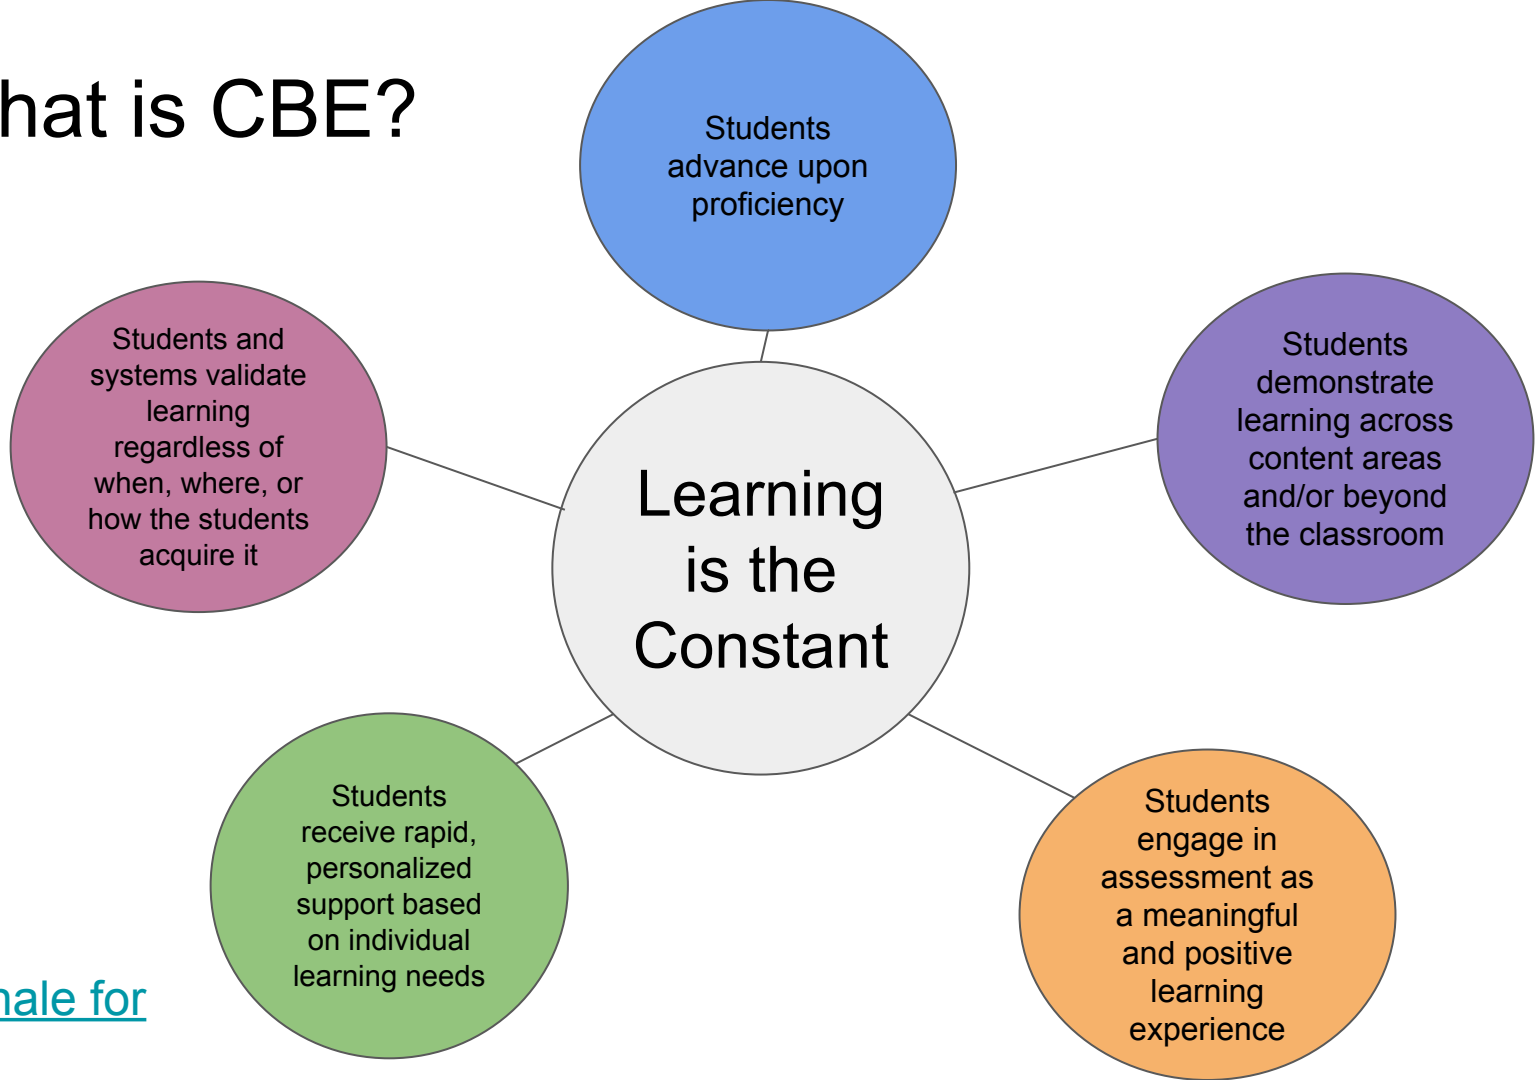 hat is CBE?
Students
advance upon
proficiency
Students and
systems validate
learning
regardless of
when, where, or
how the students
acquire it
Students
demonstrate
learning across
content areas
and/or beyond
the classroom
Learning
is the
Constant
Students
receive rapid,
personalized
support based
on individual
learning needs
Students
engage in
assessment as
a meaningful
and positive
learning
experience
nale for